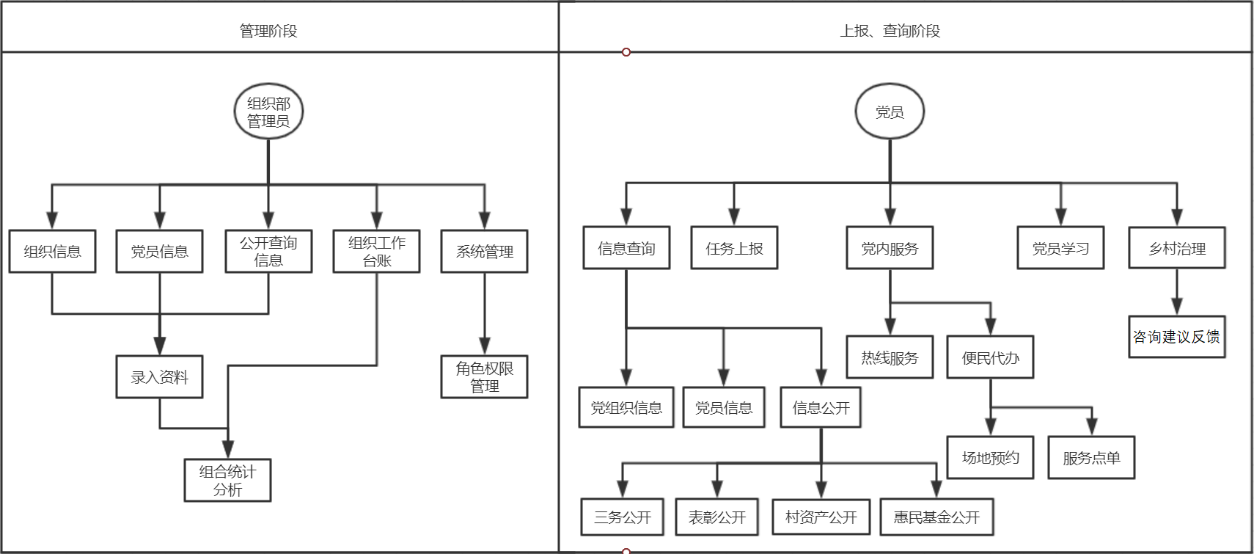 管理阶段
上报、查询阶段
组织部
管理员
党员
组织信息
党员信息
公开查询
信息
组织工作
台账
系统管理
信息查询
任务上报
党内服务
党员学习
乡村治理
录入资料
角色权限
管理
热线服务
便民代办
咨询建议反馈
党组织信息
党员信息
信息公开
场地预约
服务点单
组合统计
分析
三务公开
表彰公开
村资产公开
惠民基金公开